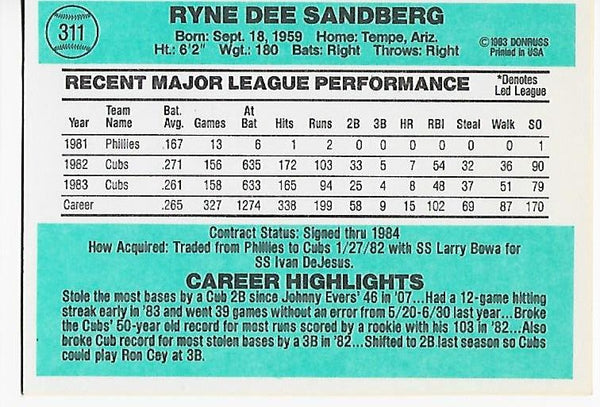 311
RYNE DEE SANDBERG
Born: Sept. 18, 1959 Home: Tempe, Ariz.
Ht.: 6'2" Wgt.: 180 Bats: Right Throws: Right
©1983 DONRUSS
Printed in USA
RECENT MAJOR LEAGUE PERFORMANCE
*Denotes
Led League
Year Team Name Bat. Avg. Games At Bat Hits Runs 2B 3B HR RBI Steal Walk SO
1981 Phillies .167 13 6 1 2 0 0 0 0 0 0 1
1982 Cubs .271 156 635 172 103 33 5 7 54 32 36 90
1983 Cubs .261 158 633 165 94 25 4 8 48 37 51 79
Career .265 327 1274 338 199 58 9 15 102 69 87 170
Contract Status: Signed thru 1984
How Acquired: Traded from Phillies to Cubs 1/27/82 with SS Larry Bowa for
SS Ivan DeJesus.
CAREER HIGHLIGHTS
Stole the most bases by a Cub 2B since Johnny Evers' 46 in '07...Had a 12-game hitting
streak early in '83 and went 39 games without an error from 5/20-6/30 last year...Broke
the Cubs' 50-year old record for most runs scored by a rookie with his 103 in '82...Also
broke Cub record for most stolen bases by a 3B in '82...Shifted to 2B last season so Cubs
could play Ron Cey at 3B.